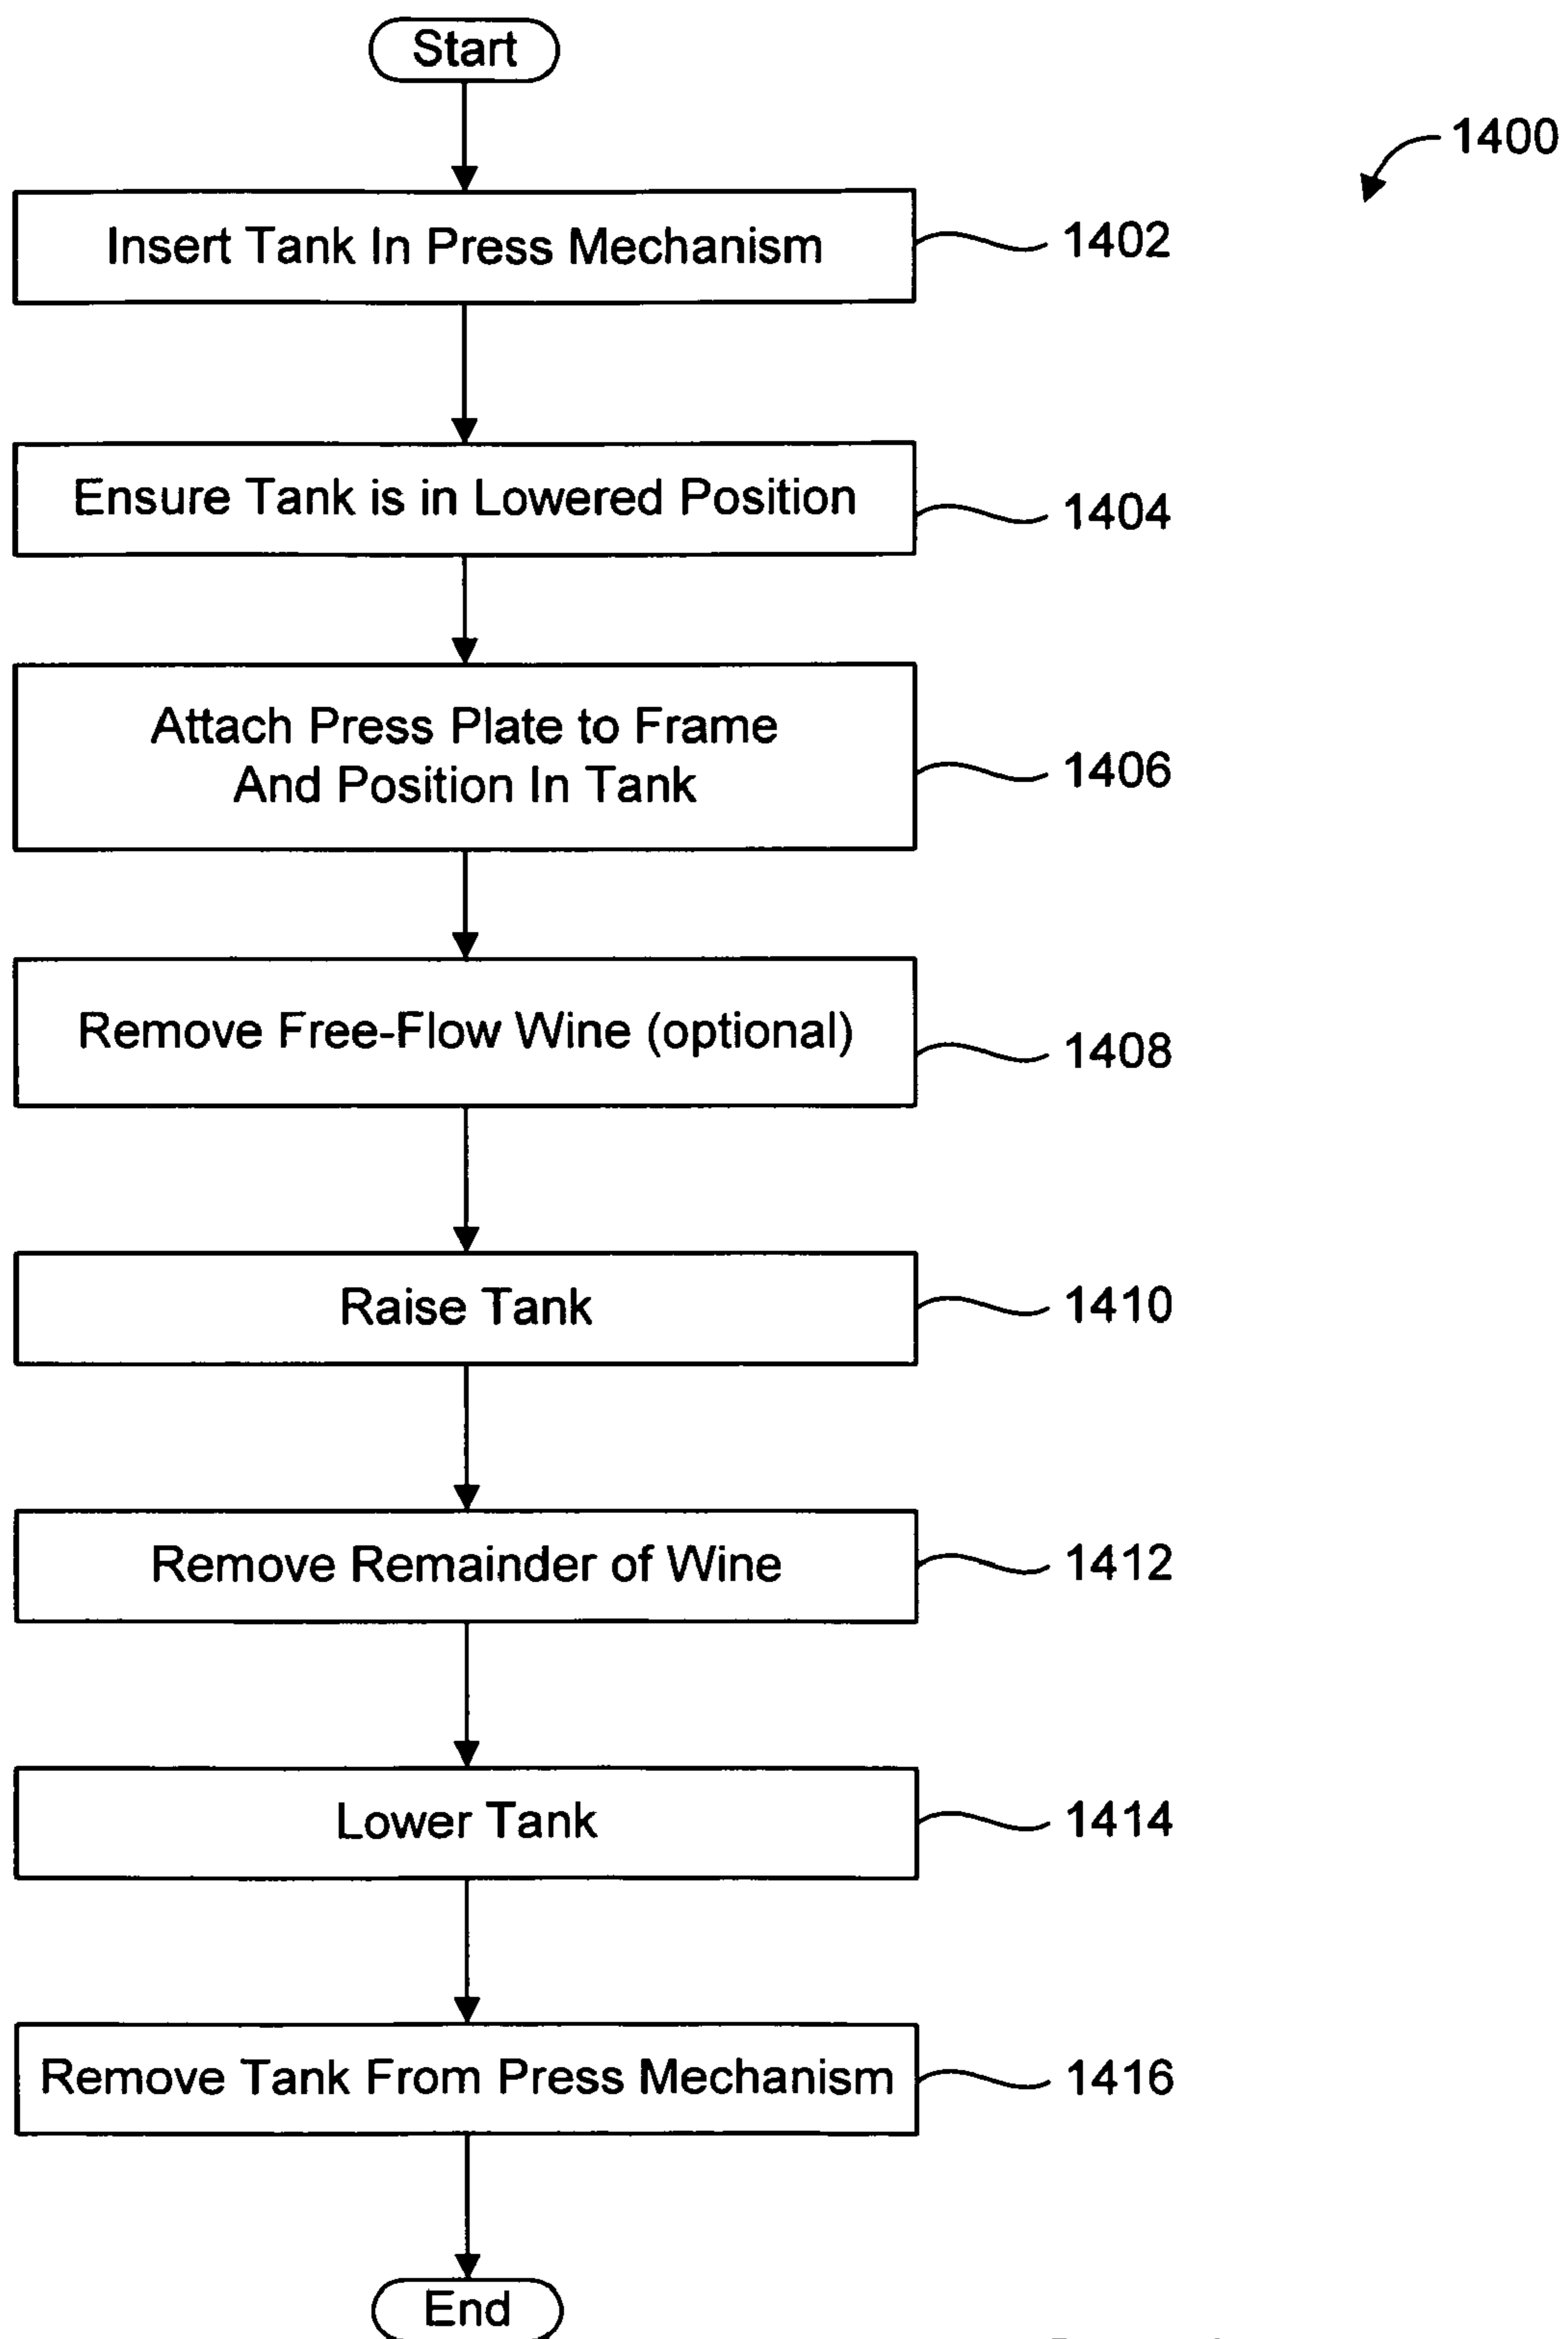 Start
1400
Insert Tank In Press Mechanism
1402
Ensure Tank is in Lowered Position
1404
Attach Press Plate to Frame
And Position In Tank
1406
Remove Free-Flow Wine (optional)
1408
Raise Tank
1410
Remove Remainder of Wine
1412
Lower Tank
1414
Remove Tank From Press Mechanism
1416
End